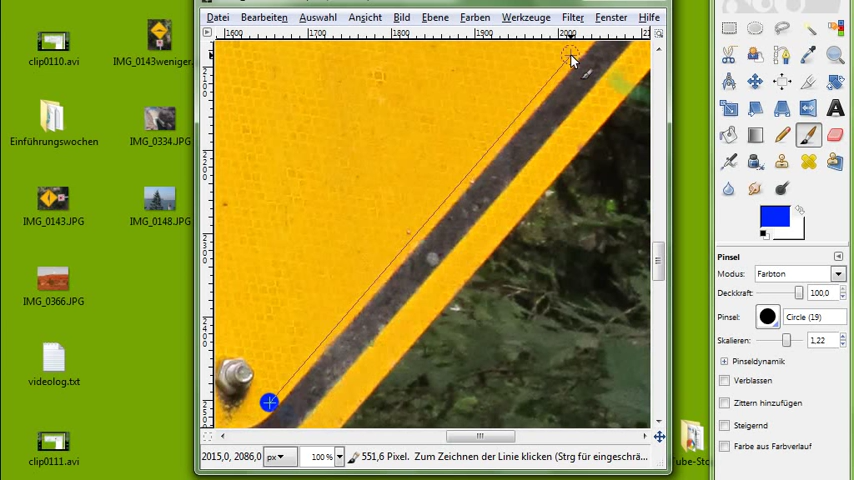 Datei Bearbeiten Auswahl Ansicht Bild Ebene Farben Werkzeuge Filter Fenster Hilfe
1600 1700 1800 1900 2000
clip0110.avi
IMG_0143weniger.
Einführungswochen
IMG_0334.JPG
IMG_0143.JPG
IMG_0148.JPG
IMG_0366.JPG
videolog.txt
clip0111.avi
2015,0, 2086,0 px 100 % 551,6 Pixel. Zum Zeichnen der Linie klicken (Strg für eingeschrä...
Pinsel
Modus: Farbton
Deckkraft: 100,0
Pinsel: Circle (19)
Skalieren: 1,22
Pinseldynamik
Verblassen
Zittern hinzufügen
Steigernd
Farbe aus Farbverlauf